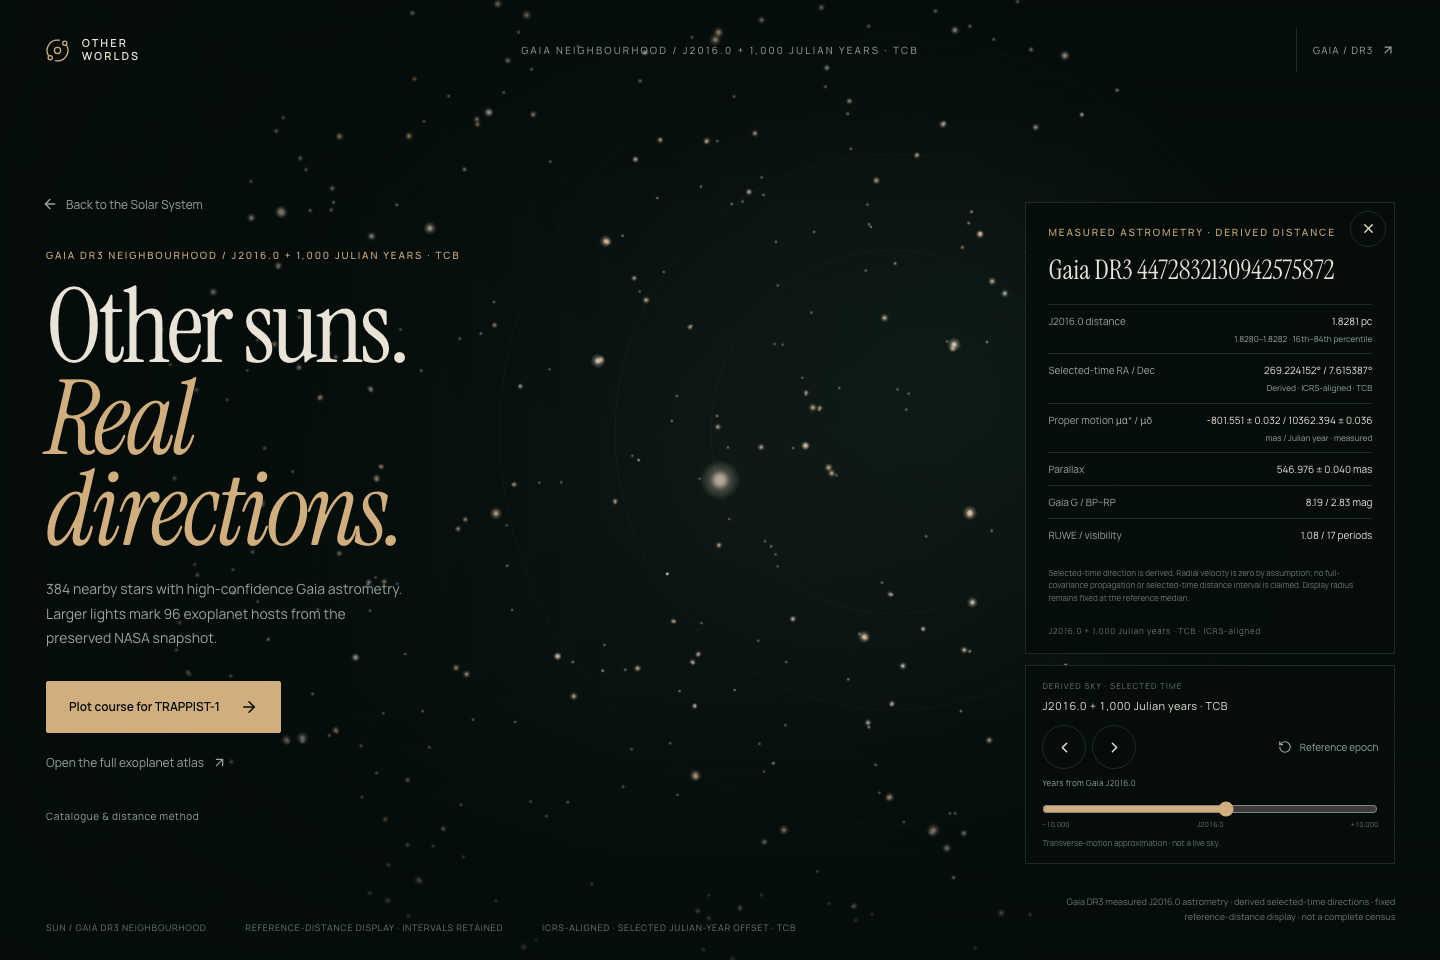 OTHER
WORLDS
GAIA NEIGHBOURHOOD / J2016.0 + 1,000 JULIAN YEARS · TCB
GAIA / DR3
Back to the Solar System
GAIA DR3 NEIGHBOURHOOD / J2016.0 + 1,000 JULIAN YEARS · TCB
Other suns.
Real
directions.
384 nearby stars with high-confidence Gaia astrometry.
Larger lights mark 96 exoplanet hosts from the
preserved NASA snapshot.
Plot course for TRAPPIST-1
Open the full exoplanet atlas
Catalogue & distance method
MEASURED ASTROMETRY · DERIVED DISTANCE
Gaia DR3 4472832130942575872
J2016.0 distance 1.8281 pc
1.8280–1.8282 · 16th–84th percentile
Selected-time RA / Dec 269.224152° / 7.615387°
Derived · ICRS-aligned · TCB
Proper motion μα* / μδ -801.551 ± 0.032 / 10362.394 ± 0.036
mas / Julian year · measured
Parallax 546.976 ± 0.040 mas
Gaia G / BP−RP 8.19 / 2.83 mag
RUWE / visibility 1.08 / 17 periods
Selected-time direction is derived. Radial velocity is zero by assumption; no full-
covariance propagation or selected-time distance interval is claimed. Display radius
remains fixed at the reference median.
J2016.0 + 1,000 Julian years · TCB · ICRS-aligned
DERIVED SKY · SELECTED TIME
J2016.0 + 1,000 Julian years · TCB
Reference epoch
Years from Gaia J2016.0
−10,000 J2016.0 +10,000
Transverse-motion approximation · not a live sky.
Gaia DR3 measured J2016.0 astrometry · derived selected-time directions · fixed
reference-distance display · not a complete census
SUN / GAIA DR3 NEIGHBOURHOOD REFERENCE-DISTANCE DISPLAY · INTERVALS RETAINED ICRS-ALIGNED · SELECTED JULIAN-YEAR OFFSET · TCB